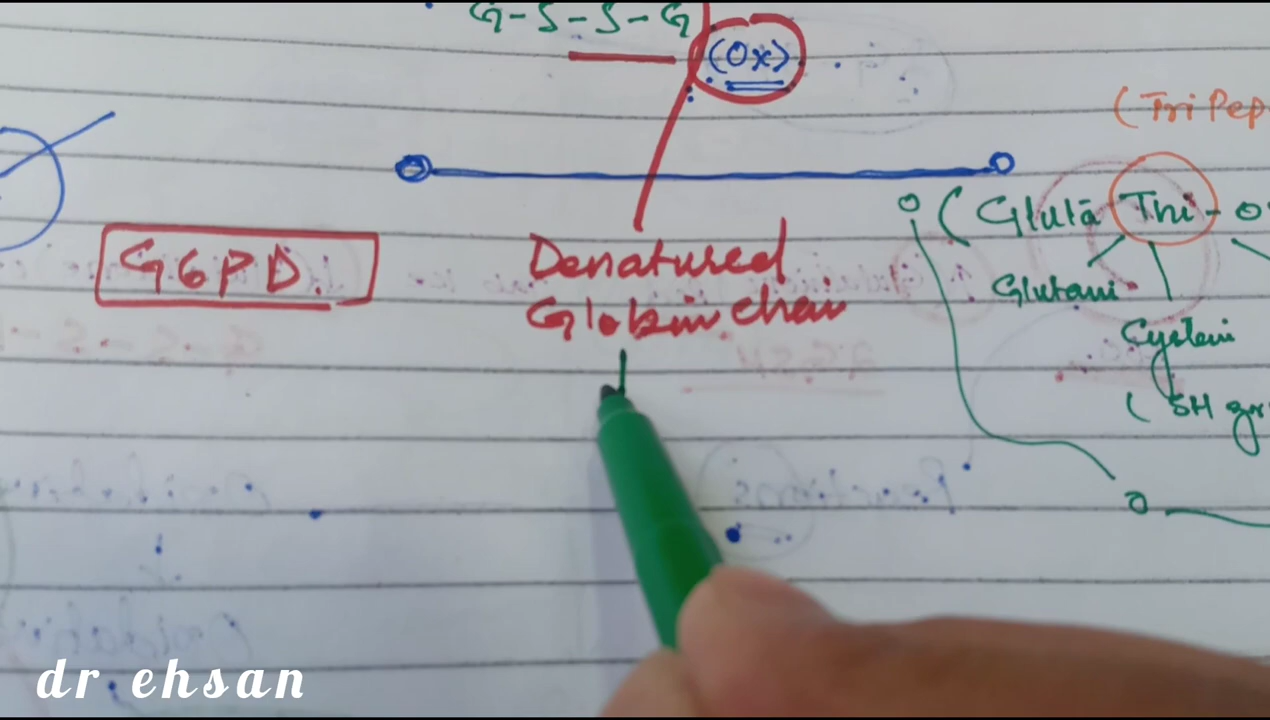 G-S-S-G
(Ox)
(Tri Pep
(Gluta Thi - o
G6PD.
Denatured
Globin chain
Glutami
Cystein
(SH gr
dr ehsan